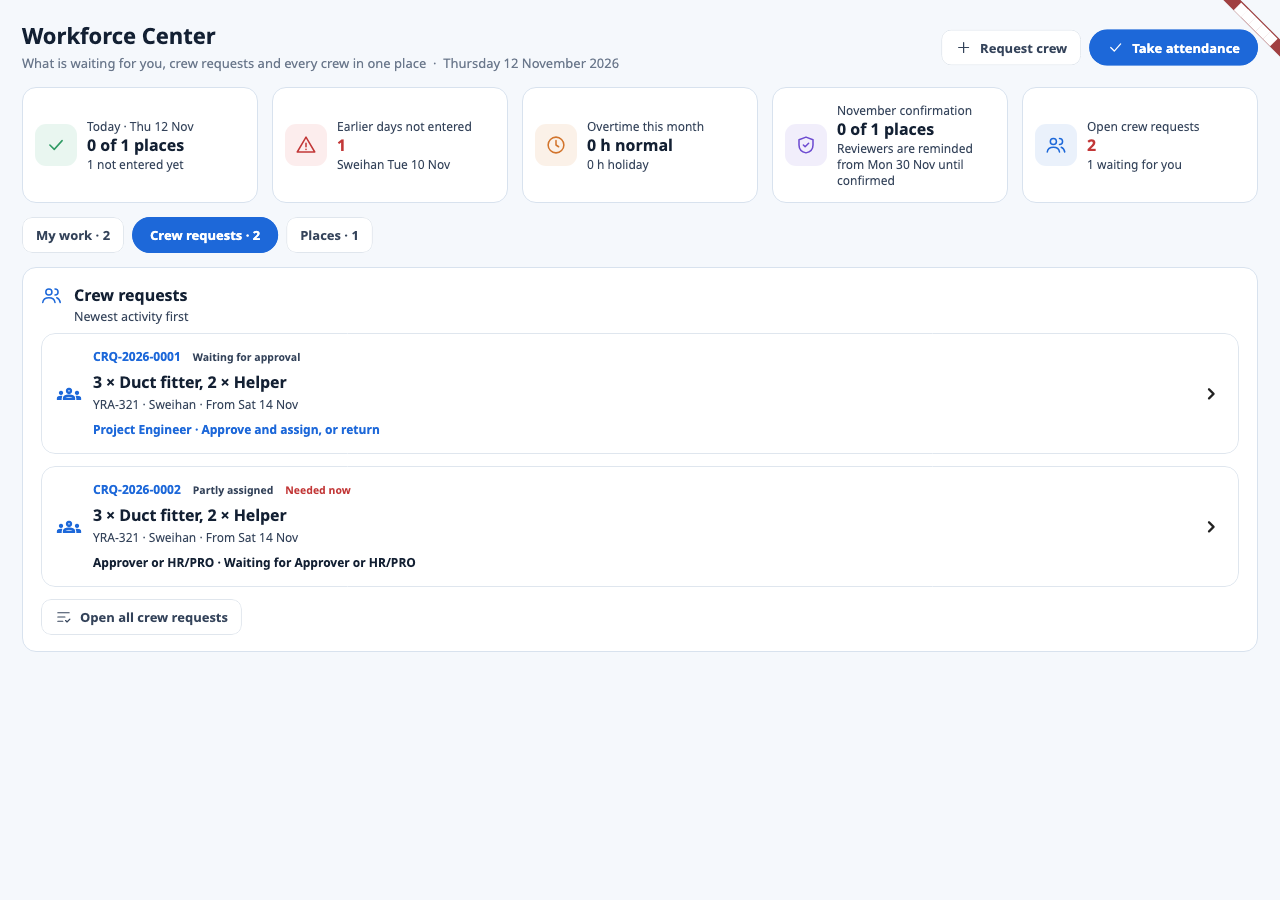 Workforce Center
What is waiting for you, crew requests and every crew in one place · Thursday 12 November 2026
Request crew
Take attendance
Today · Thu 12 Nov
0 of 1 places
1 not entered yet
Earlier days not entered
1
Sweihan Tue 10 Nov
Overtime this month
0 h normal
0 h holiday
November confirmation
0 of 1 places
Reviewers are reminded
from Mon 30 Nov until
confirmed
Open crew requests
2
1 waiting for you
My work · 2
Crew requests · 2
Places · 1
Crew requests
Newest activity first
CRQ-2026-0001 Waiting for approval
3 × Duct fitter, 2 × Helper
YRA-321 · Sweihan · From Sat 14 Nov
Project Engineer · Approve and assign, or return
CRQ-2026-0002 Partly assigned Needed now
3 × Duct fitter, 2 × Helper
YRA-321 · Sweihan · From Sat 14 Nov
Approver or HR/PRO · Waiting for Approver or HR/PRO
Open all crew requests